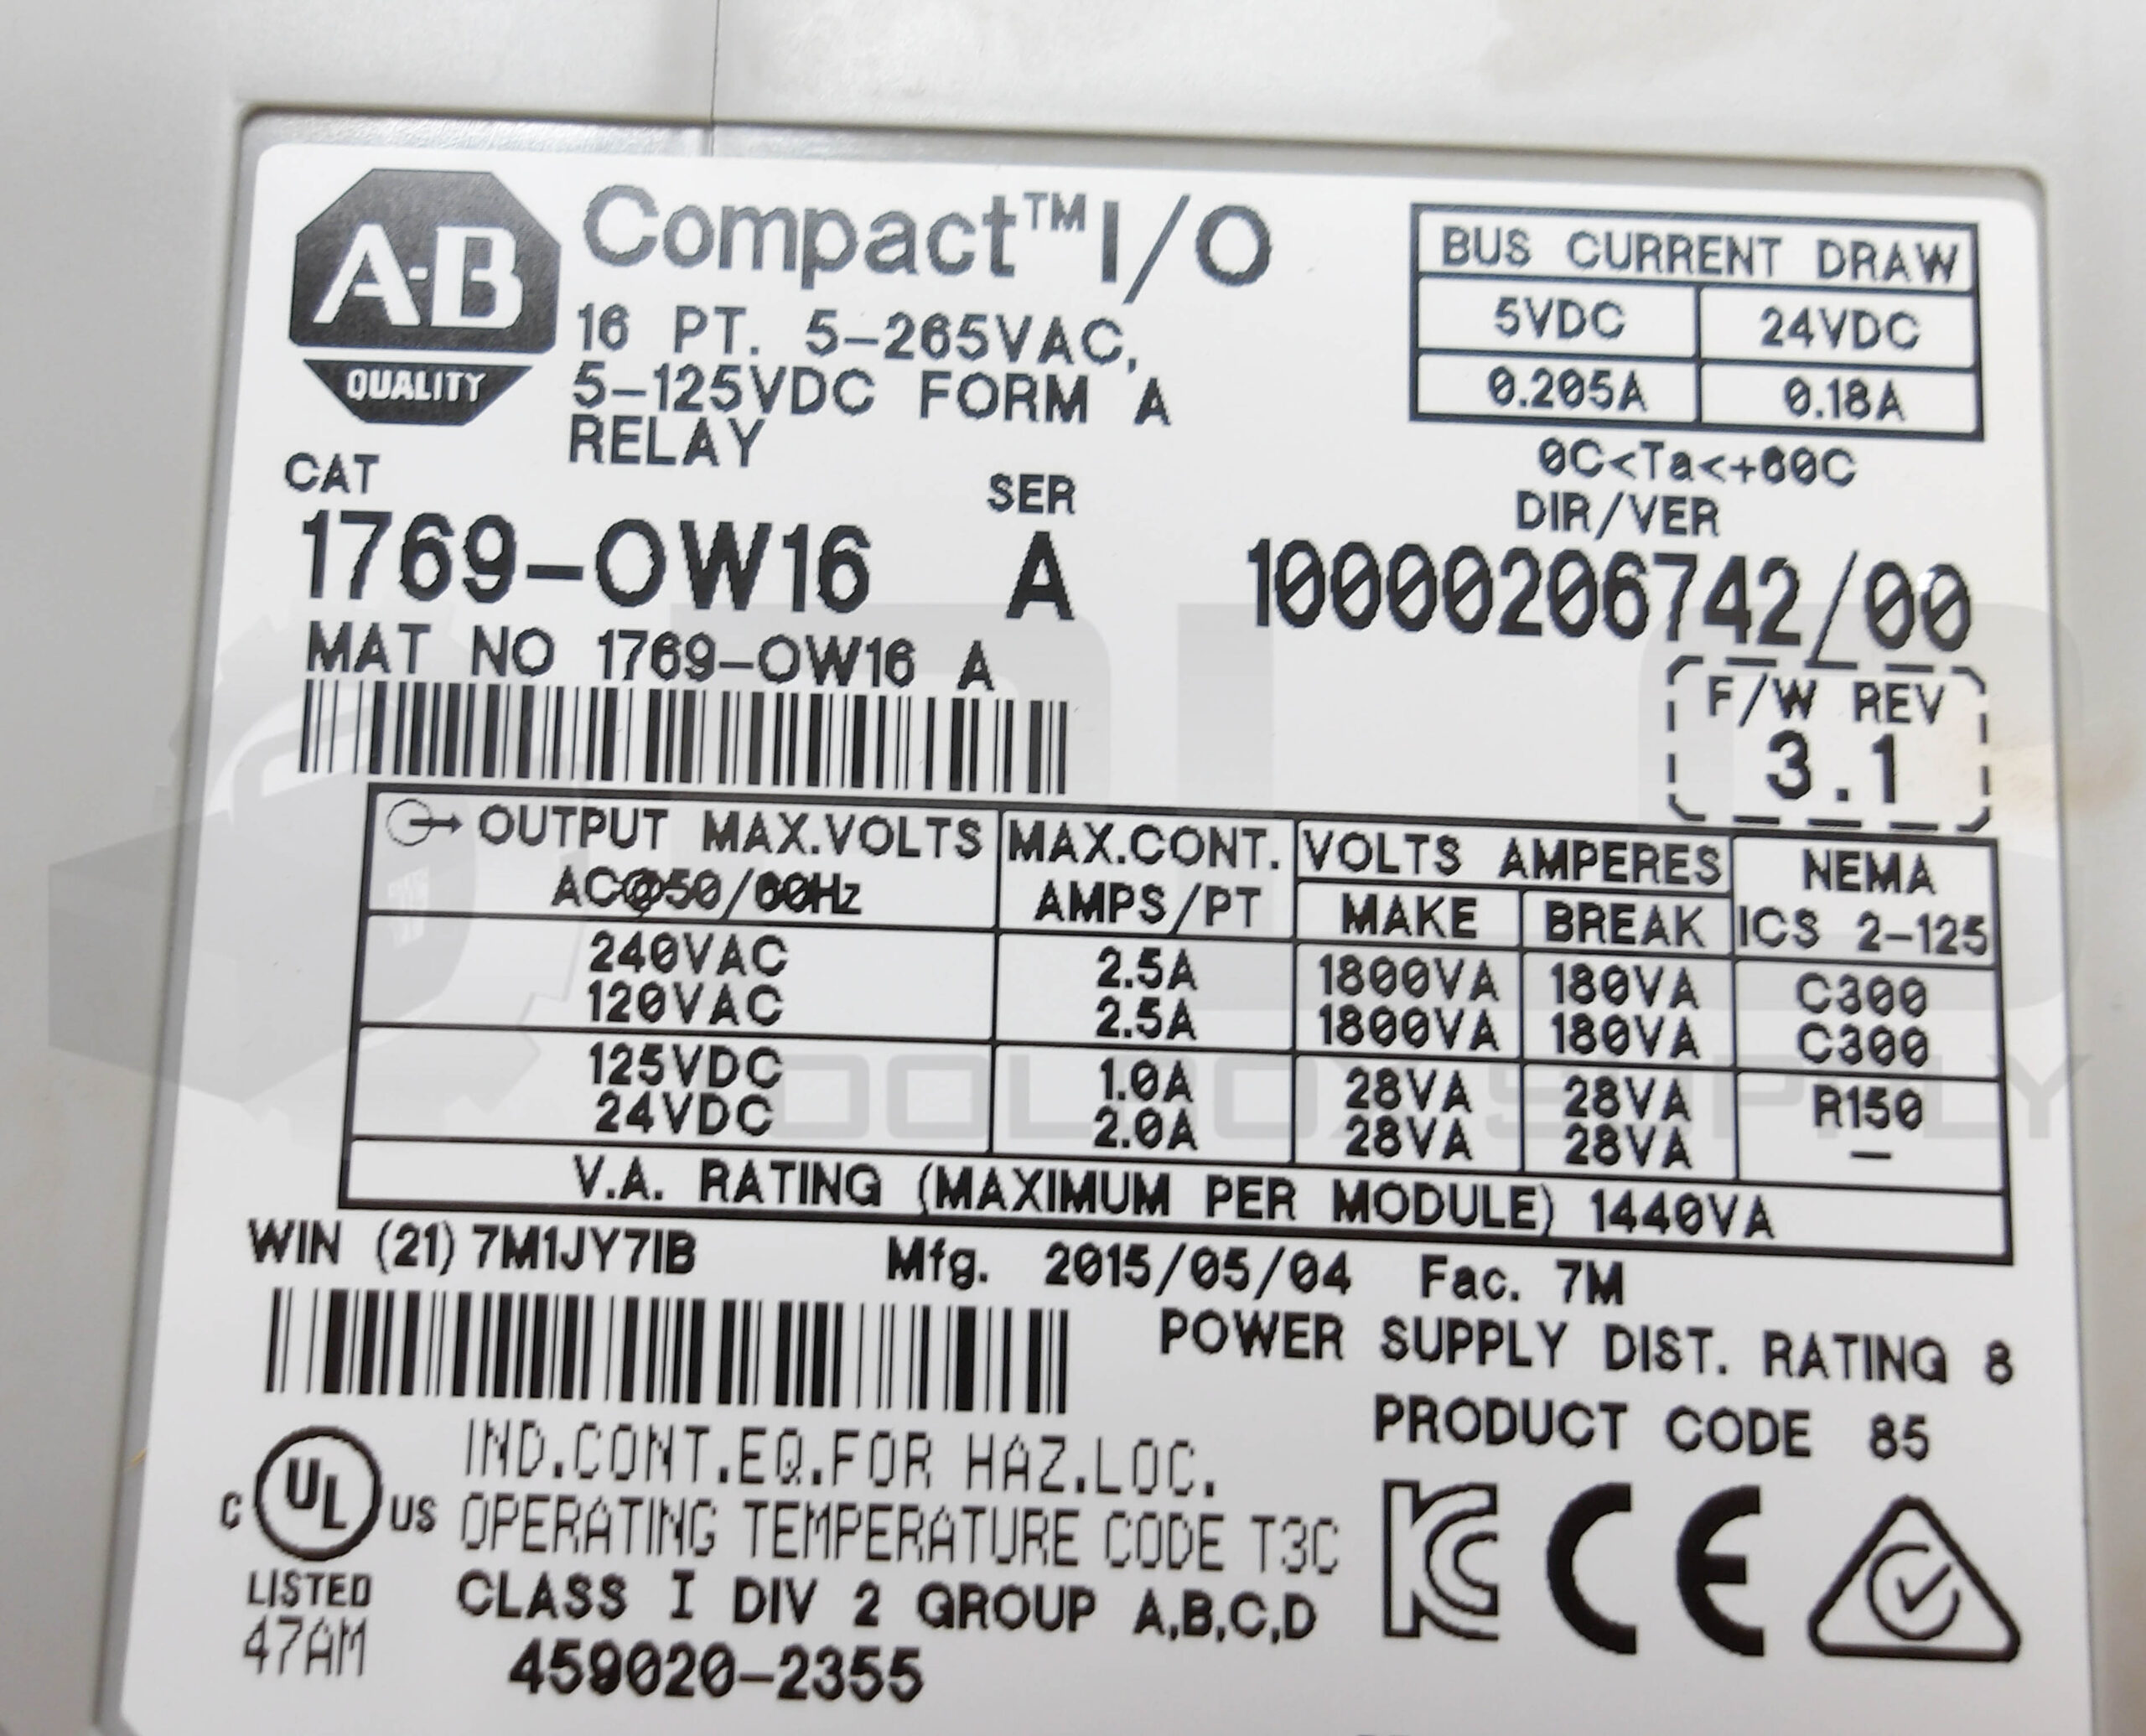 A-B
QUALITY
Compact™ I/O
16 PT. 5-265VAC,
5-125VDC FORM A
RELAY
BUS CURRENT DRAW
5VDC 24VDC
0.205A 0.18A
0C<Ta<+60C
CAT SER DIR/VER
1769-OW16 A 10000206742/00
MAT NO 1769-OW16 A
F/W REV
3.1
OUTPUT MAX.VOLTS MAX.CONT. VOLTS AMPERES NEMA
AC@50/60Hz AMPS/PT MAKE BREAK ICS 2-125
240VAC 2.5A 1800VA 180VA C300
120VAC 2.5A 1800VA 180VA C300
125VDC 1.0A 28VA 28VA R150
24VDC 2.0A 28VA 28VA —
V.A. RATING (MAXIMUM PER MODULE) 1440VA
WIN (21) 7M1JY7IB Mfg. 2015/05/04 Fac. 7M
POWER SUPPLY DIST. RATING 8
PRODUCT CODE 85
C UL US
LISTED
47AM
IND.CONT.EQ.FOR HAZ.LOC.
OPERATING TEMPERATURE CODE T3C
CLASS I DIV 2 GROUP A,B,C,D
459020-2355
KC CE
TOOLBOX SUPPLY